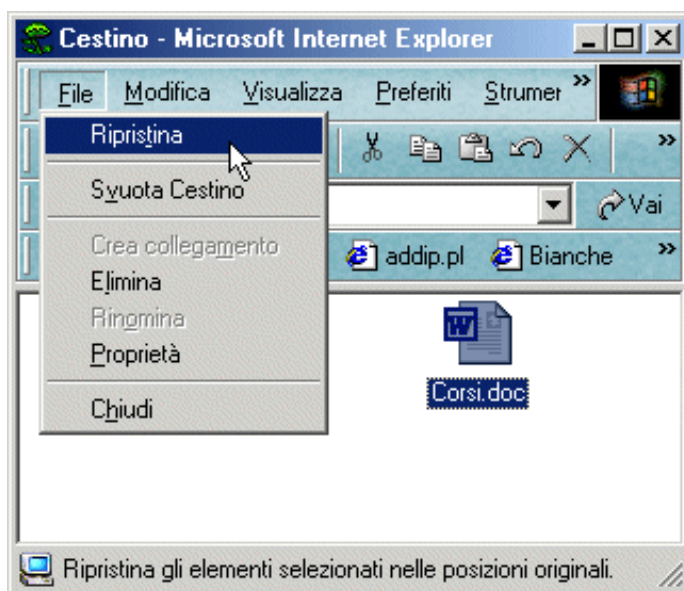 Cestino - Microsoft Internet Explorer
File Modifica Visualizza Preferiti Strumer »
Ripristina
»
Svuota Cestino
Vai
Crea collegamento
addip.pl Bianche »
Elimina
Rinomina
Proprietà
Chiudi
W
Corsi.doc
Ripristina gli elementi selezionati nelle posizioni originali.